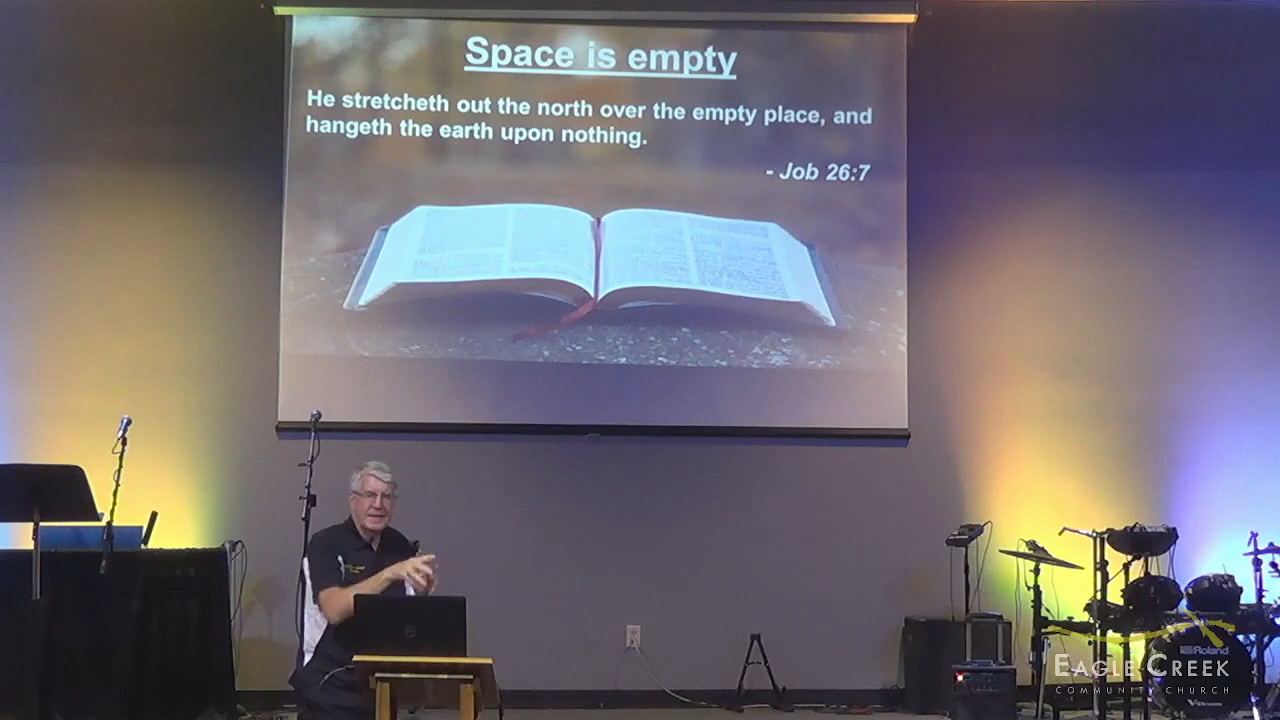 Space is empty
He stretcheth out the north over the empty place, and
hangeth the earth upon nothing.
- Job 26:7
Roland
V-Drums
EAGLE CREEK
COMMUNITY CHURCH